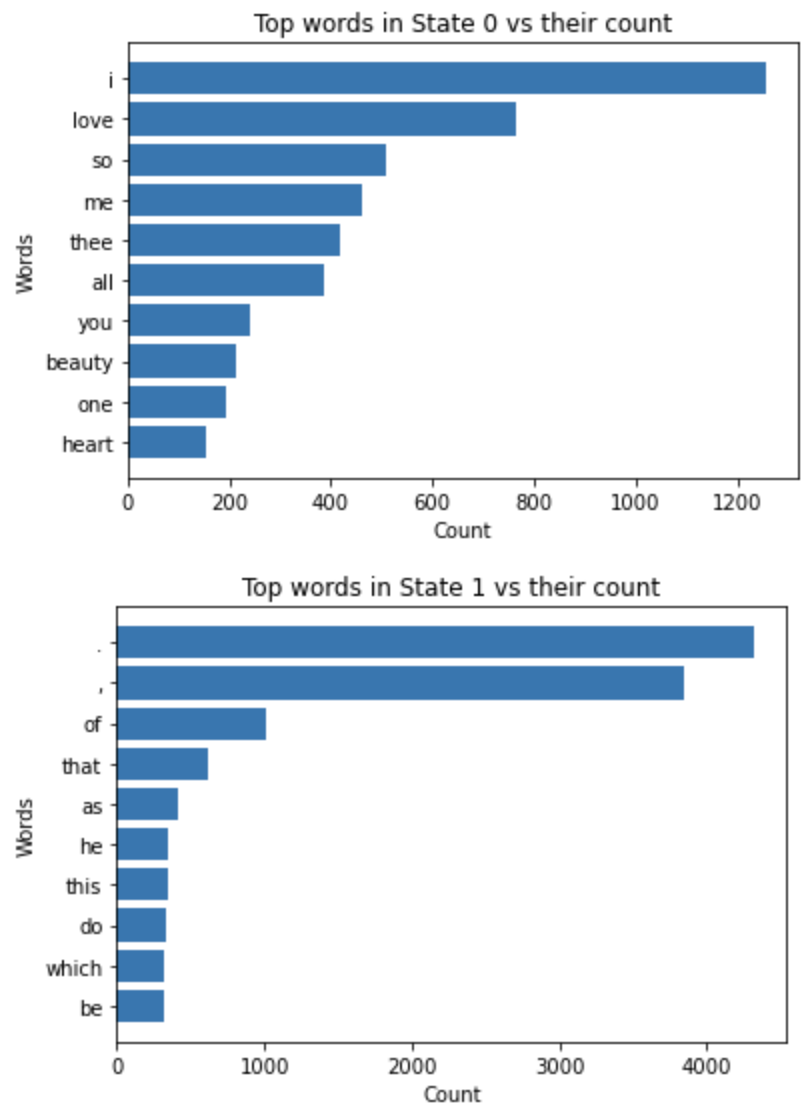 Top words in State 0 vs their count
i
love
so
me
thee
all
you
beauty
one
heart
Words
0 200 400 600 800 1000 1200
Count
Top words in State 1 vs their count
.
,
of
that
as
he
this
do
which
be
Words
0 1000 2000 3000 4000
Count